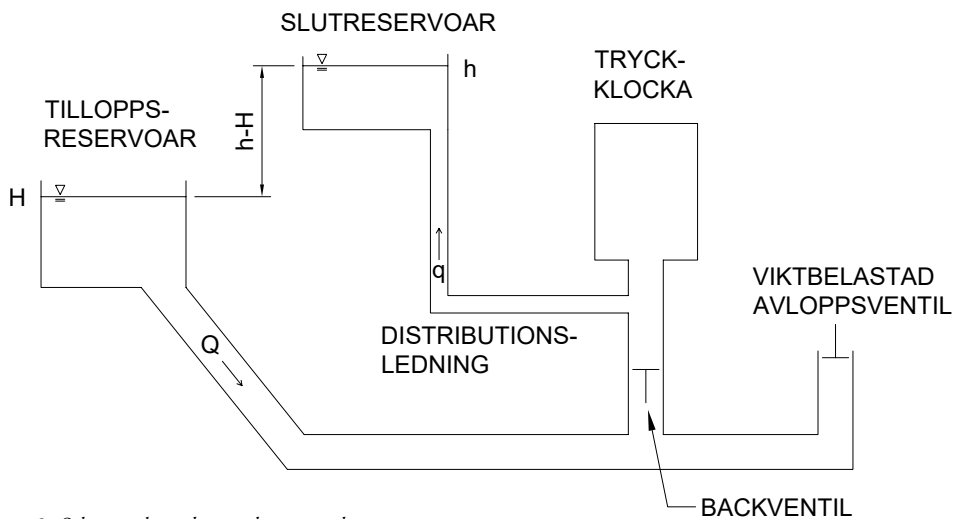 SLUTRESERVOAR
h
TRYCK-
KLOCKA
TILLOPPS-
RESERVOAR
h-H
H
q
VIKTBELASTAD
AVLOPPSVENTIL
Q
DISTRIBUTIONS-
LEDNING
BACKVENTIL